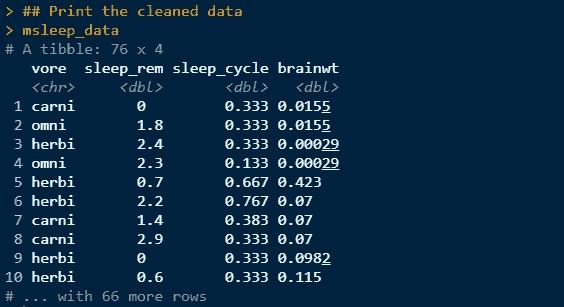 > ## Print the cleaned data
> msleep_data
# A tibble: 76 x 4
   vore  sleep_rem sleep_cycle brainwt
   <chr>     <dbl>       <dbl>   <dbl>
 1 carni       0         0.333 0.0155
 2 omni        1.8       0.333 0.0155
 3 herbi       2.4       0.333 0.00029
 4 omni        2.3       0.133 0.00029
 5 herbi       0.7       0.667 0.423
 6 herbi       2.2       0.767 0.07
 7 carni       1.4       0.383 0.07
 8 carni       2.9       0.333 0.07
 9 herbi       0         0.333 0.0982
10 herbi       0.6       0.333 0.115
# ... with 66 more rows